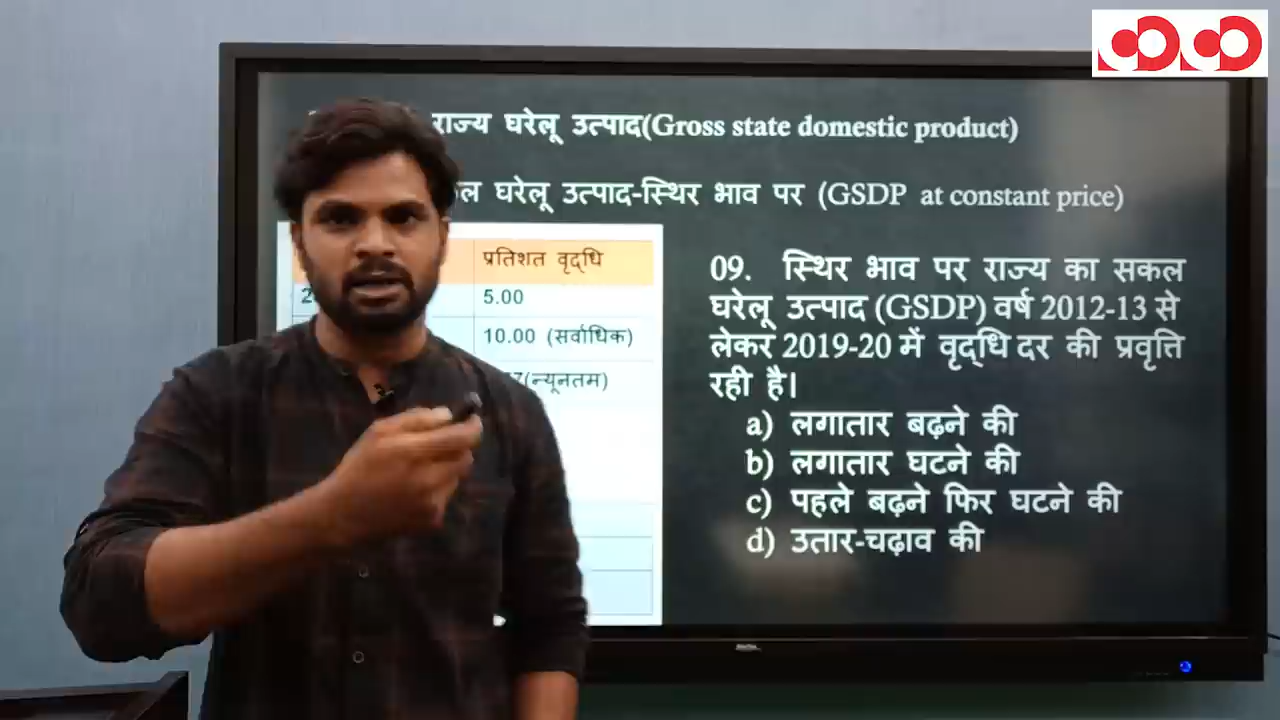 राज्य घरेलू उत्पाद(Gross state domestic product)
घरेलू उत्पाद-स्थिर भाव पर (GSDP at constant price)
प्रतिशत वृद्धि
5.00
10.00 (सर्वाधिक)
(न्यूनतम)
09. स्थिर भाव पर राज्य का सकल
घरेलू उत्पाद (GSDP) वर्ष 2012-13 से
लेकर 2019-20 में वृद्धि दर की प्रवृत्ति
रही है।
a) लगातार बढ़ने की
b) लगातार घटने की
c) पहले बढ़ने फिर घटने की
d) उतार-चढ़ाव की